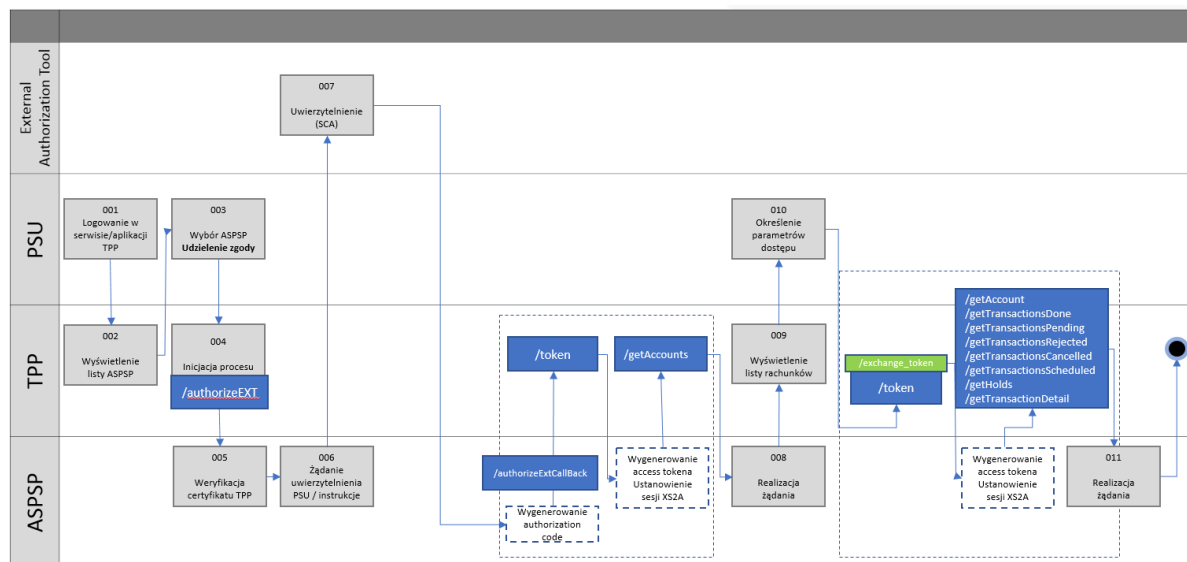 External
Authorization Tool
007
Uwierzytelnienie
(SCA)
PSU
001
Logowanie w
serwisie/aplikacji
TPP
003
Wybór ASPSP
Udzielenie zgody
010
Określenie
parametrów
dostępu
TPP
002
Wyświetlenie
listy ASPSP
004
Inicjacja procesu
/authorizeEXT
/token
/getAccounts
009
Wyświetlenie
listy rachunków
/exchange_token
/token
/getAccount
/getTransactionsDone
/getTransactionsPending
/getTransactionsRejected
/getTransactionsCancelled
/getTransactionsScheduled
/getHolds
/getTransactionDetail
ASPSP
005
Weryfikacja
certyfikatu TPP
006
Żądanie
uwierzytelnienia
PSU / instrukcje
/authorizeExtCallBack
Wygenerowanie
authorization
code
Wygenerowanie
access tokena
Ustanowienie
sesji XS2A
008
Realizacja
żądania
Wygenerowanie
access tokena
Ustanowienie
sesji XS2A
011
Realizacja
żądania